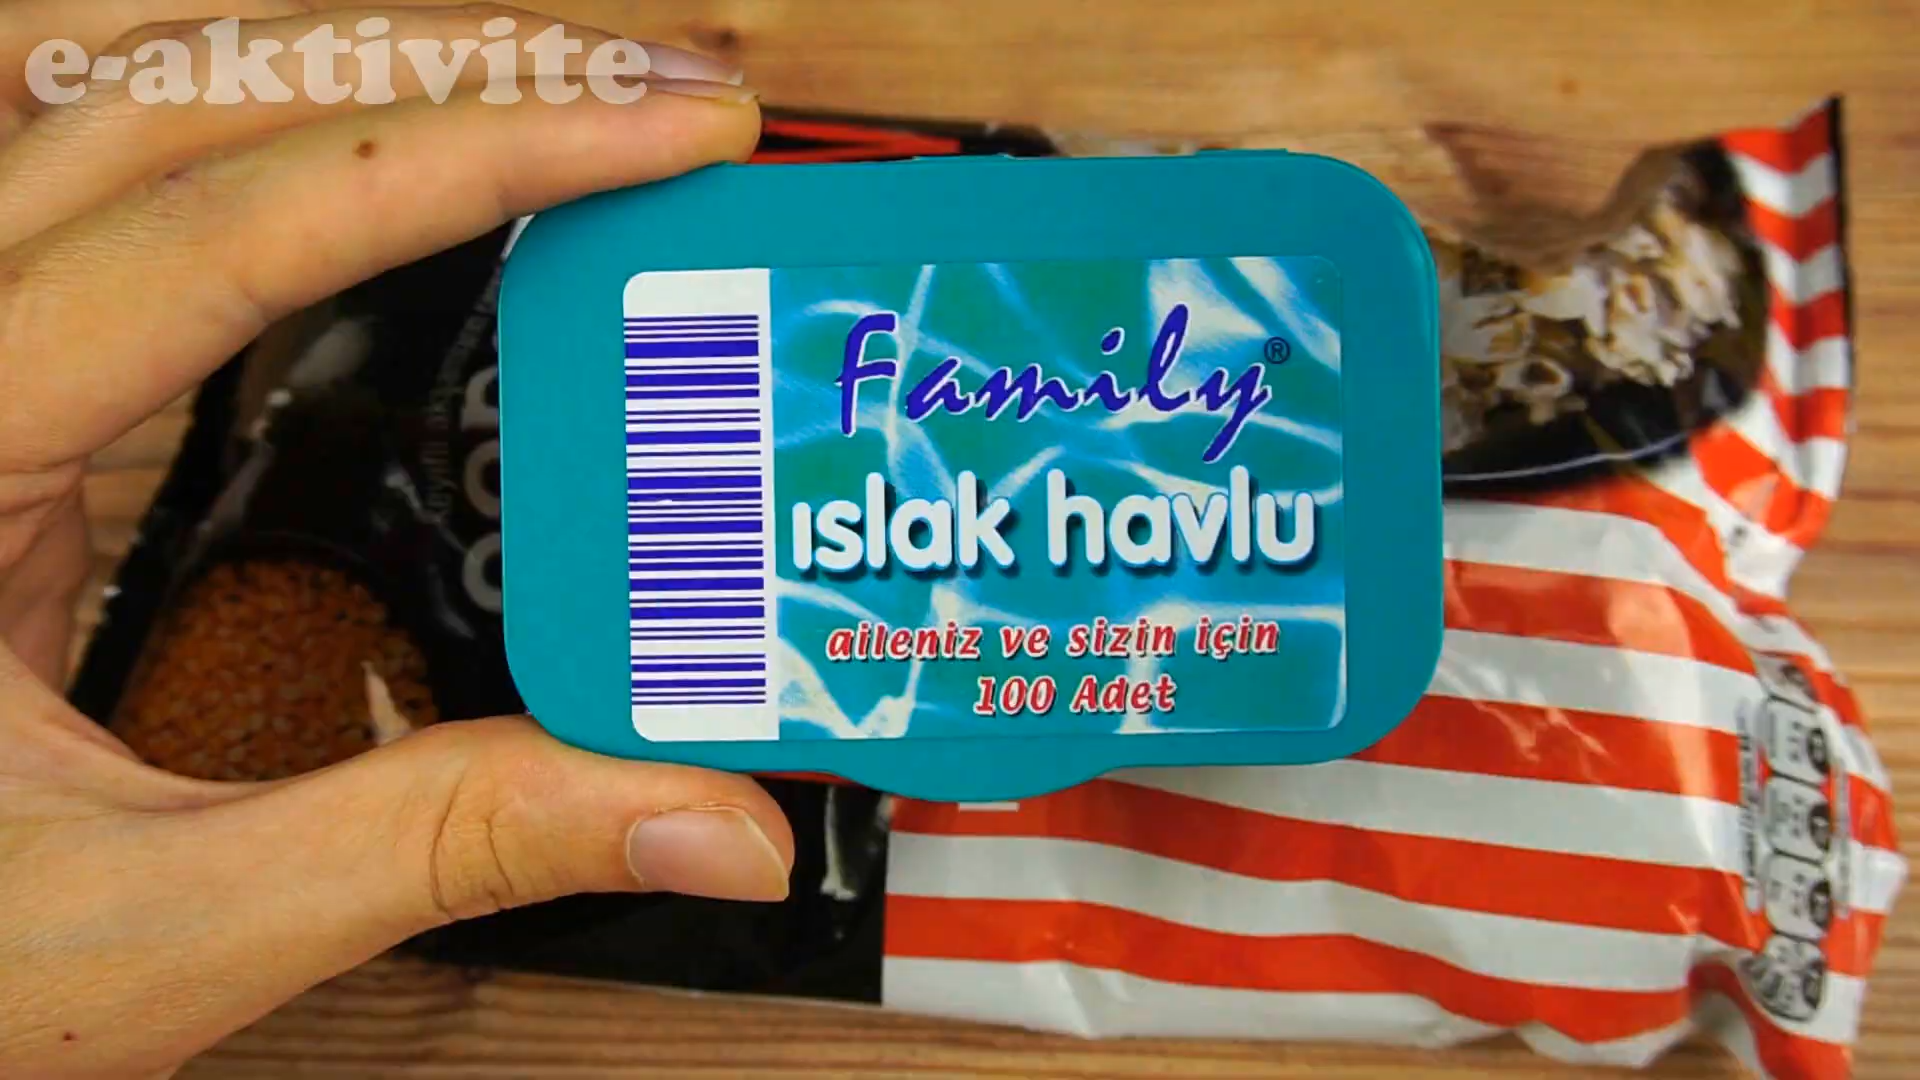 e-aktivite
Family®
ıslak havlu
aileniz ve sizin için
100 Adet